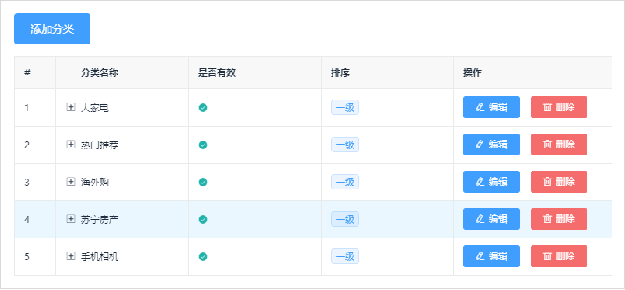 添加分类
# 分类名称 是否有效 排序 操作
1 大家电 一级 编辑 删除
2 热门推荐 一级 编辑 删除
3 海外购 一级 编辑 删除
4 苏宁房产 一级 编辑 删除
5 手机相机 一级 编辑 删除